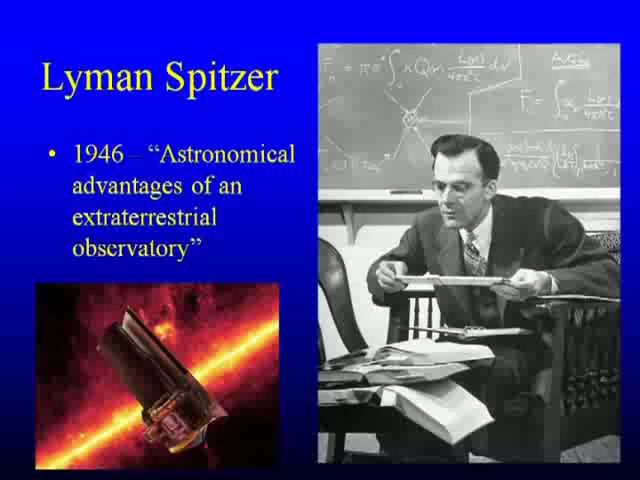 Lyman Spitzer
• 1946 – “Astronomical
advantages of an
extraterrestrial
observatory”